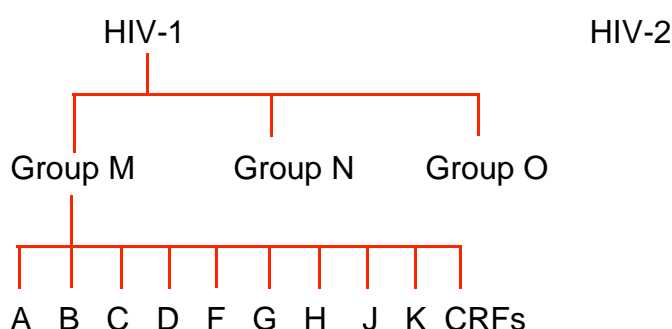 HIV-1 HIV-2
Group M Group N Group O
A B C D F G H J K CRFs